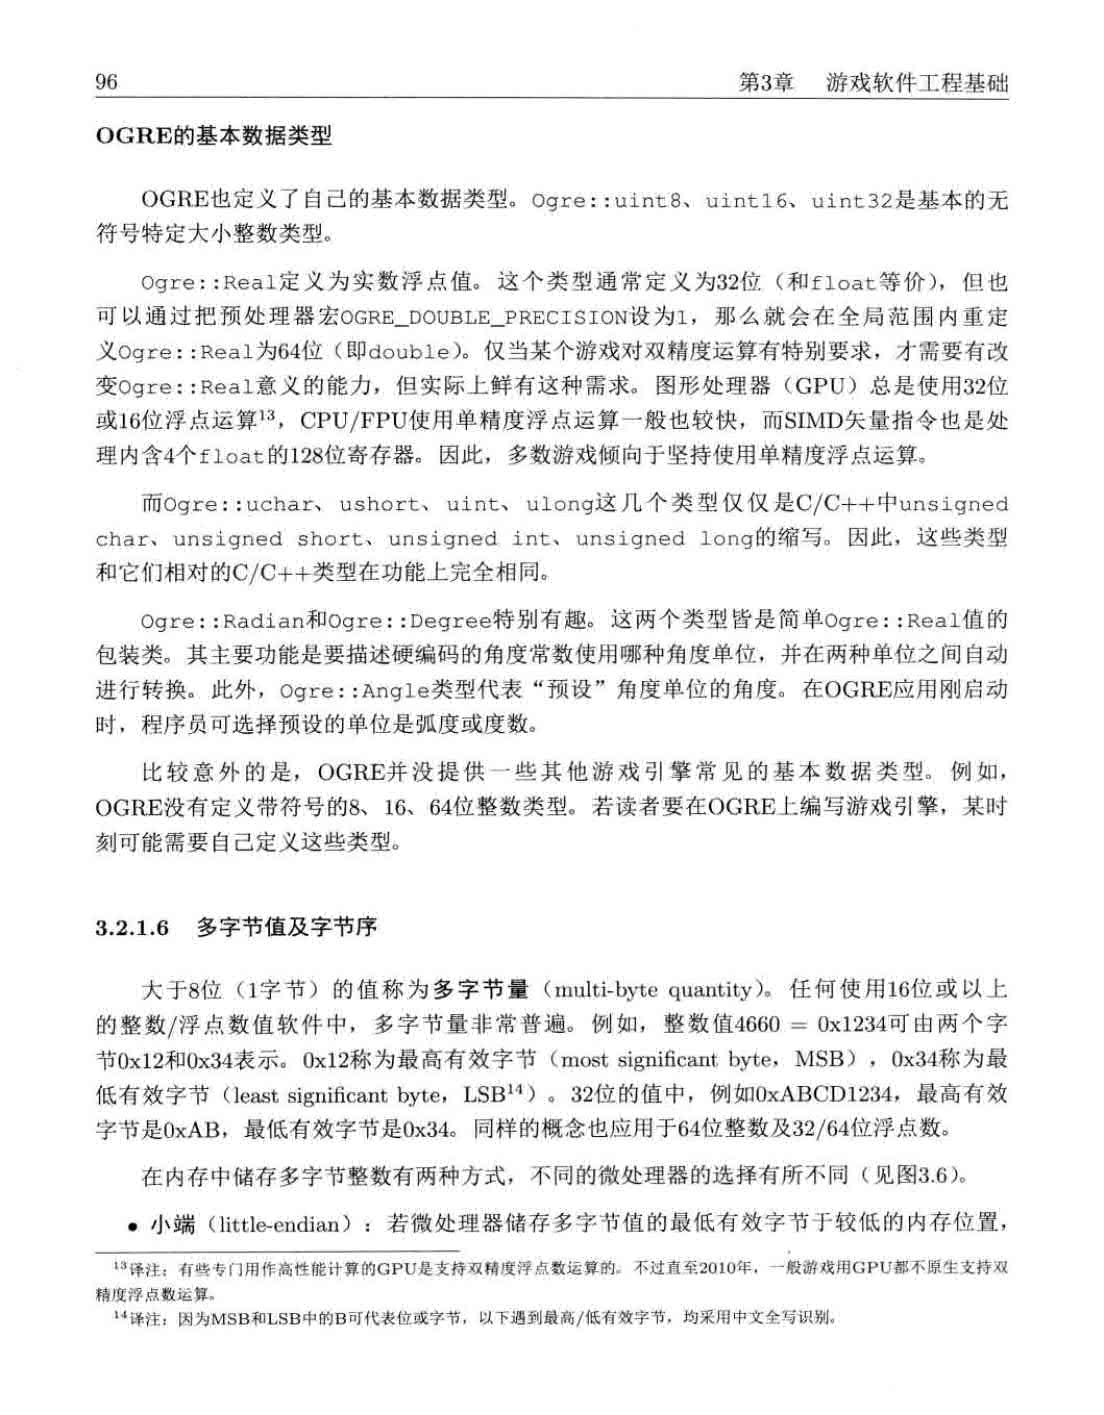 96 第3章 游戏软件工程基础
OGRE的基本数据类型
OGRE也定义了自己的基本数据类型。Ogre::uint8、uint16、uint32是基本的无
符号特定大小整数类型。
Ogre::Real定义为实数浮点值。这个类型通常定义为32位（和float等价），但也
可以通过把预处理器宏OGRE_DOUBLE_PRECISION设为1，那么就会在全局范围内重定
义Ogre::Real为64位（即double）。仅当某个游戏对双精度运算有特别要求，才需要有改
变Ogre::Real意义的能力，但实际上鲜有这种需求。图形处理器（GPU）总是使用32位
或16位浮点运算¹³，CPU/FPU使用单精度浮点运算一般也较快，而SIMD矢量指令也是处
理内含4个float的128位寄存器。因此，多数游戏倾向于坚持使用单精度浮点运算。
而Ogre::uchar、ushort、uint、ulong这几个类型仅仅是C/C++中unsigned
char、unsigned short、unsigned int、unsigned long的缩写。因此，这些类型
和它们相对的C/C++类型在功能上完全相同。
Ogre::Radian和Ogre::Degree特别有趣。这两个类型皆是简单Ogre::Real值的
包装类。其主要功能是要描述硬编码的角度常数使用哪种角度单位，并在两种单位之间自动
进行转换。此外，Ogre::Angle类型代表“预设”角度单位的角度。在OGRE应用刚启动
时，程序员可选择预设的单位是弧度或度数。
比较意外的是，OGRE并没提供一些其他游戏引擎常见的基本数据类型。例如，
OGRE没有定义带符号的8、16、64位整数类型。若读者要在OGRE上编写游戏引擎，某时
刻可能需要自己定义这些类型。
3.2.1.6 多字节值及字节序
大于8位（1字节）的值称为多字节量（multi-byte quantity）。任何使用16位或以上
的整数/浮点数值软件中，多字节量非常普遍。例如，整数值4660 = 0x1234可由两个字
节0x12和0x34表示。0x12称为最高有效字节（most significant byte，MSB），0x34称为最
低有效字节（least significant byte，LSB¹⁴）。32位的值中，例如0xABCD1234，最高有效
字节是0xAB，最低有效字节是0x34。同样的概念也应用于64位整数及32/64位浮点数。
在内存中储存多字节整数有两种方式，不同的微处理器的选择有所不同（见图3.6）。
• 小端（little-endian）：若微处理器储存多字节值的最低有效字节于较低的内存位置，
¹³译注：有些专门用作高性能计算的GPU是支持双精度浮点数运算的。不过直至2010年，一般游戏用GPU都不原生支持双
精度浮点数运算。
¹⁴译注：因为MSB和LSB中的B可代表位或字节，以下遇到最高/低有效字节，均采用中文全写识别。